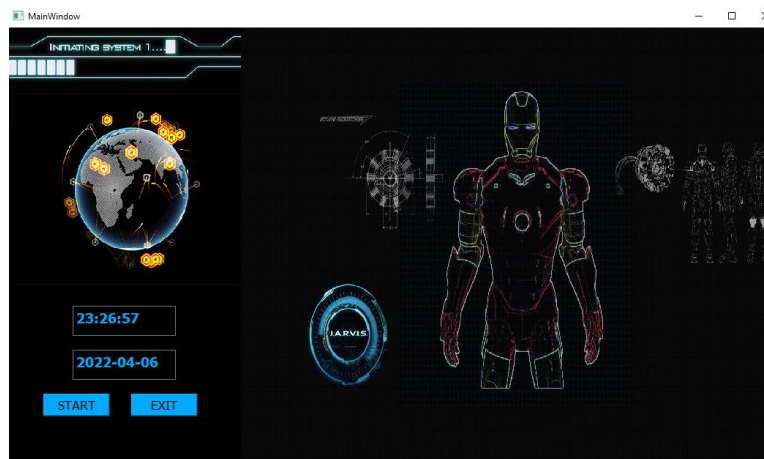 MainWindow
INITIATING SYSTEM 1....
23:26:57
J.A.R.V.I.S.
2022-04-06
START EXIT